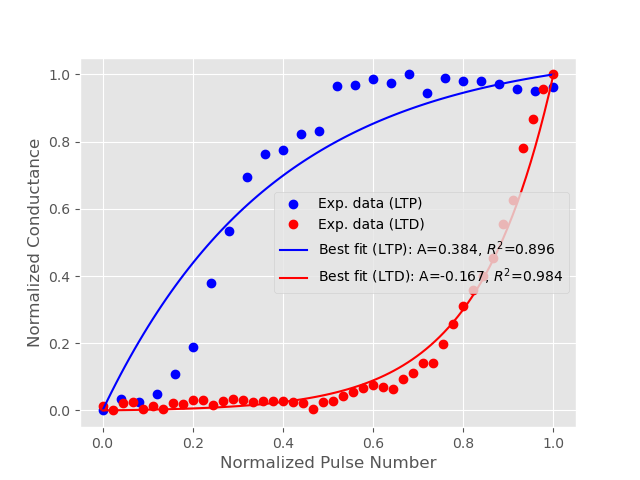 1.0
0.8
0.6
0.4
0.2
0.0
Normalized Conductance
Exp. data (LTP)
Exp. data (LTD)
Best fit (LTP): A=0.384, R²=0.896
Best fit (LTD): A=-0.167, R²=0.984
0.0 0.2 0.4 0.6 0.8 1.0
Normalized Pulse Number